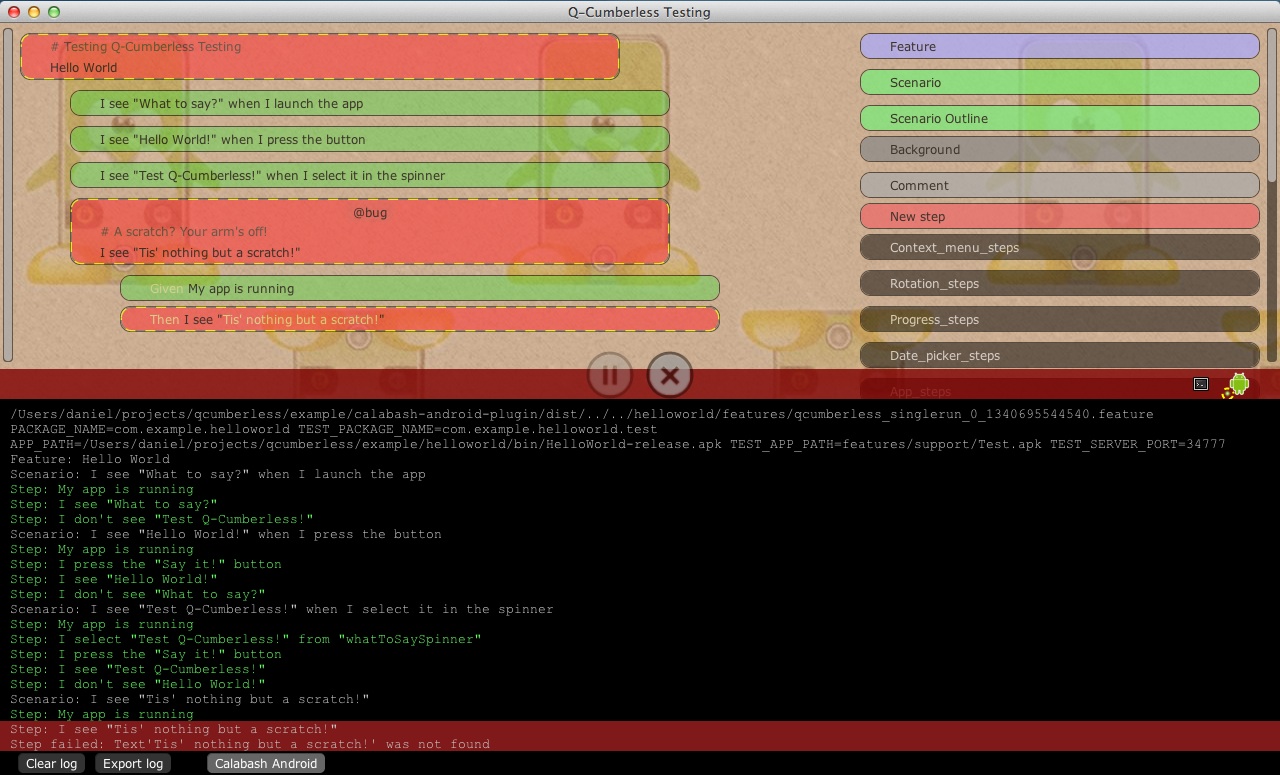 Q-Cumberless Testing
# Testing Q-Cumberless Testing
Hello World
I see "What to say?" when I launch the app
I see "Hello World!" when I press the button
I see "Test Q-Cumberless!" when I select it in the spinner
@bug
# A scratch? Your arm's off!
I see "Tis' nothing but a scratch!"
Given My app is running
Then I see "Tis' nothing but a scratch!"
Feature
Scenario
Scenario Outline
Background
Comment
New step
Context_menu_steps
Rotation_steps
Progress_steps
Date_picker_steps
App_steps
/Users/daniel/projects/qcumberless/example/calabash-android-plugin/dist/../../helloworld/features/qcumberless_singlerun_0_1340695544540.feature
PACKAGE_NAME=com.example.helloworld TEST_PACKAGE_NAME=com.example.helloworld.test
APP_PATH=/Users/daniel/projects/qcumberless/example/helloworld/bin/HelloWorld-release.apk TEST_APP_PATH=features/support/Test.apk TEST_SERVER_PORT=34777
Feature: Hello World
Scenario: I see "What to say?" when I launch the app
Step: My app is running
Step: I see "What to say?"
Step: I don't see "Test Q-Cumberless!"
Scenario: I see "Hello World!" when I press the button
Step: My app is running
Step: I press the "Say it!" button
Step: I see "Hello World!"
Step: I don't see "What to say?"
Scenario: I see "Test Q-Cumberless!" when I select it in the spinner
Step: My app is running
Step: I select "Test Q-Cumberless!" from "whatToSaySpinner"
Step: I press the "Say it!" button
Step: I see "Test Q-Cumberless!"
Step: I don't see "Hello World!"
Scenario: I see "Tis' nothing but a scratch!"
Step: My app is running
Step: I see "Tis' nothing but a scratch!"
Step failed: Text'Tis' nothing but a scratch!' was not found
Clear log
Export log
Calabash Android